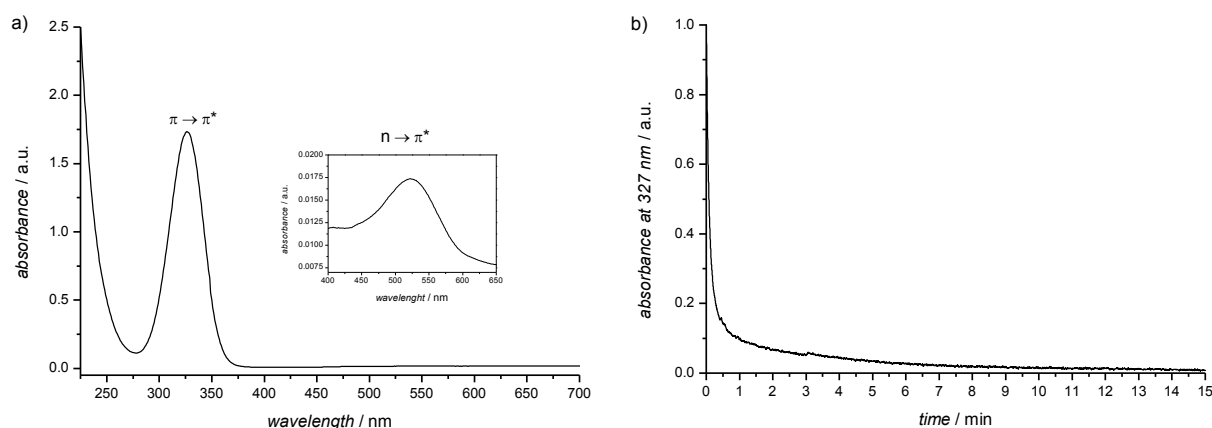 a)
2.5
2.0
1.5
1.0
0.5
0.0
absorbance / a.u.
250 300 350 400 450 500 550 600 650 700
wavelength / nm
π → π*
n → π*
0.0200
0.0175
0.0150
0.0125
0.0100
0.0075
absorbance / a.u.
400 450 500 550 600 650
wavelenght / nm
b)
1.0
0.8
0.6
0.4
0.2
0.0
absorbance at 327 nm / a.u.
0 1 2 3 4 5 6 7 8 9 10 11 12 13 14 15
time / min